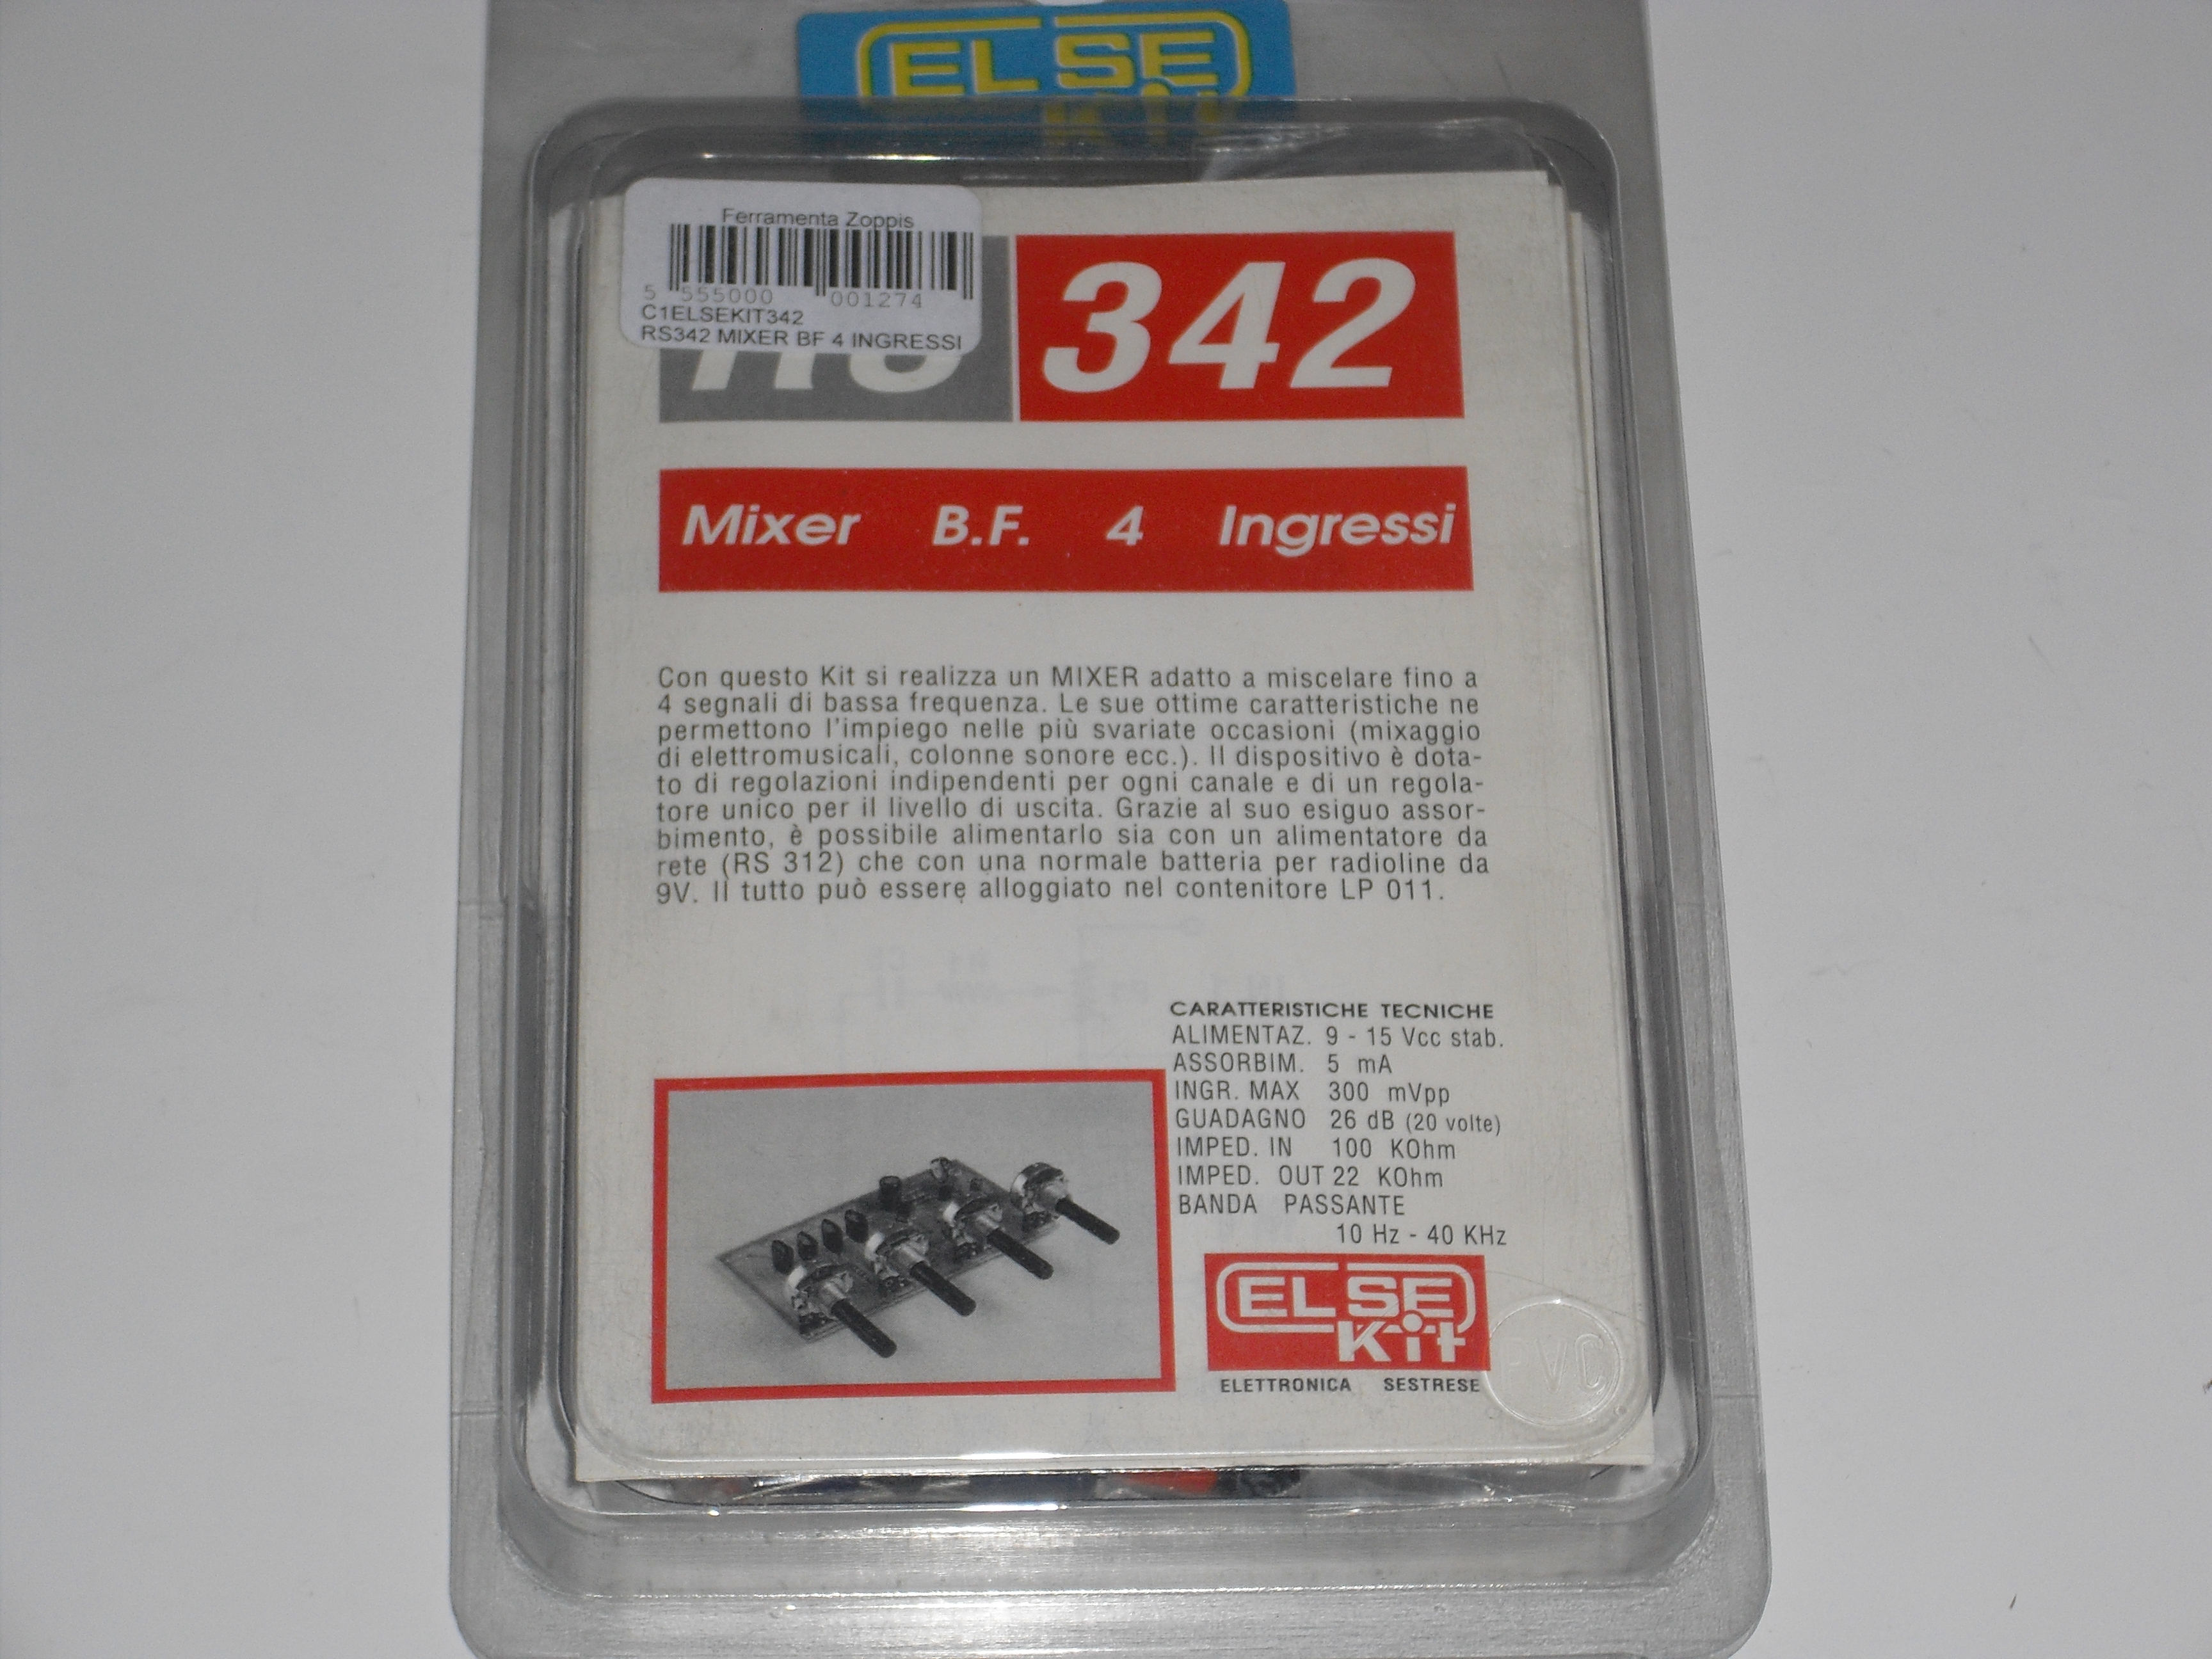 ELSE
Kit
Ferramenta Zoppis
5 555000 001274
C1ELSEKIT342
RS342 MIXER BF 4 INGRESSI
RS 342
Mixer B.F. 4 Ingressi
Con questo Kit si realizza un MIXER adatto a miscelare fino a
4 segnali di bassa frequenza. Le sue ottime caratteristiche ne
permettono l'impiego nelle più svariate occasioni (mixaggio
di elettromusicali, colonne sonore ecc.). Il dispositivo è dota-
to di regolazioni indipendenti per ogni canale e di un regola-
tore unico per il livello di uscita. Grazie al suo esiguo assor-
bimento, è possibile alimentarlo sia con un alimentatore da
rete (RS 312) che con una normale batteria per radioline da
9V. Il tutto può essere alloggiato nel contenitore LP 011.
CARATTERISTICHE TECNICHE
ALIMENTAZ. 9 - 15 Vcc stab.
ASSORBIM. 5 mA
INGR. MAX 300 mVpp
GUADAGNO 26 dB (20 volte)
IMPED. IN 100 KOhm
IMPED. OUT 22 KOhm
BANDA PASSANTE
10 Hz - 40 KHz
ELSE
Kit
ELETTRONICA SESTRESE
PVC